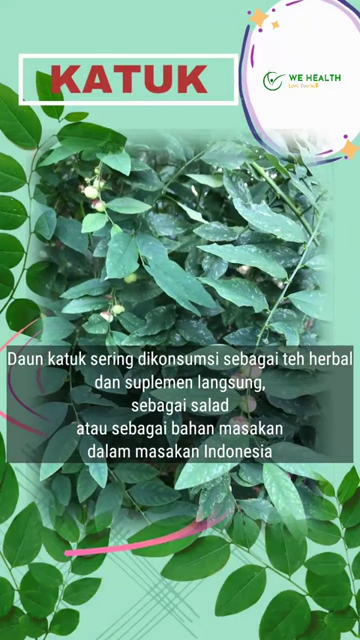 KATUK
WE HEALTH
Love Yourself
Daun katuk sering dikonsumsi sebagai teh herbal
dan suplemen langsung,
sebagai salad
atau sebagai bahan masakan
dalam masakan Indonesia